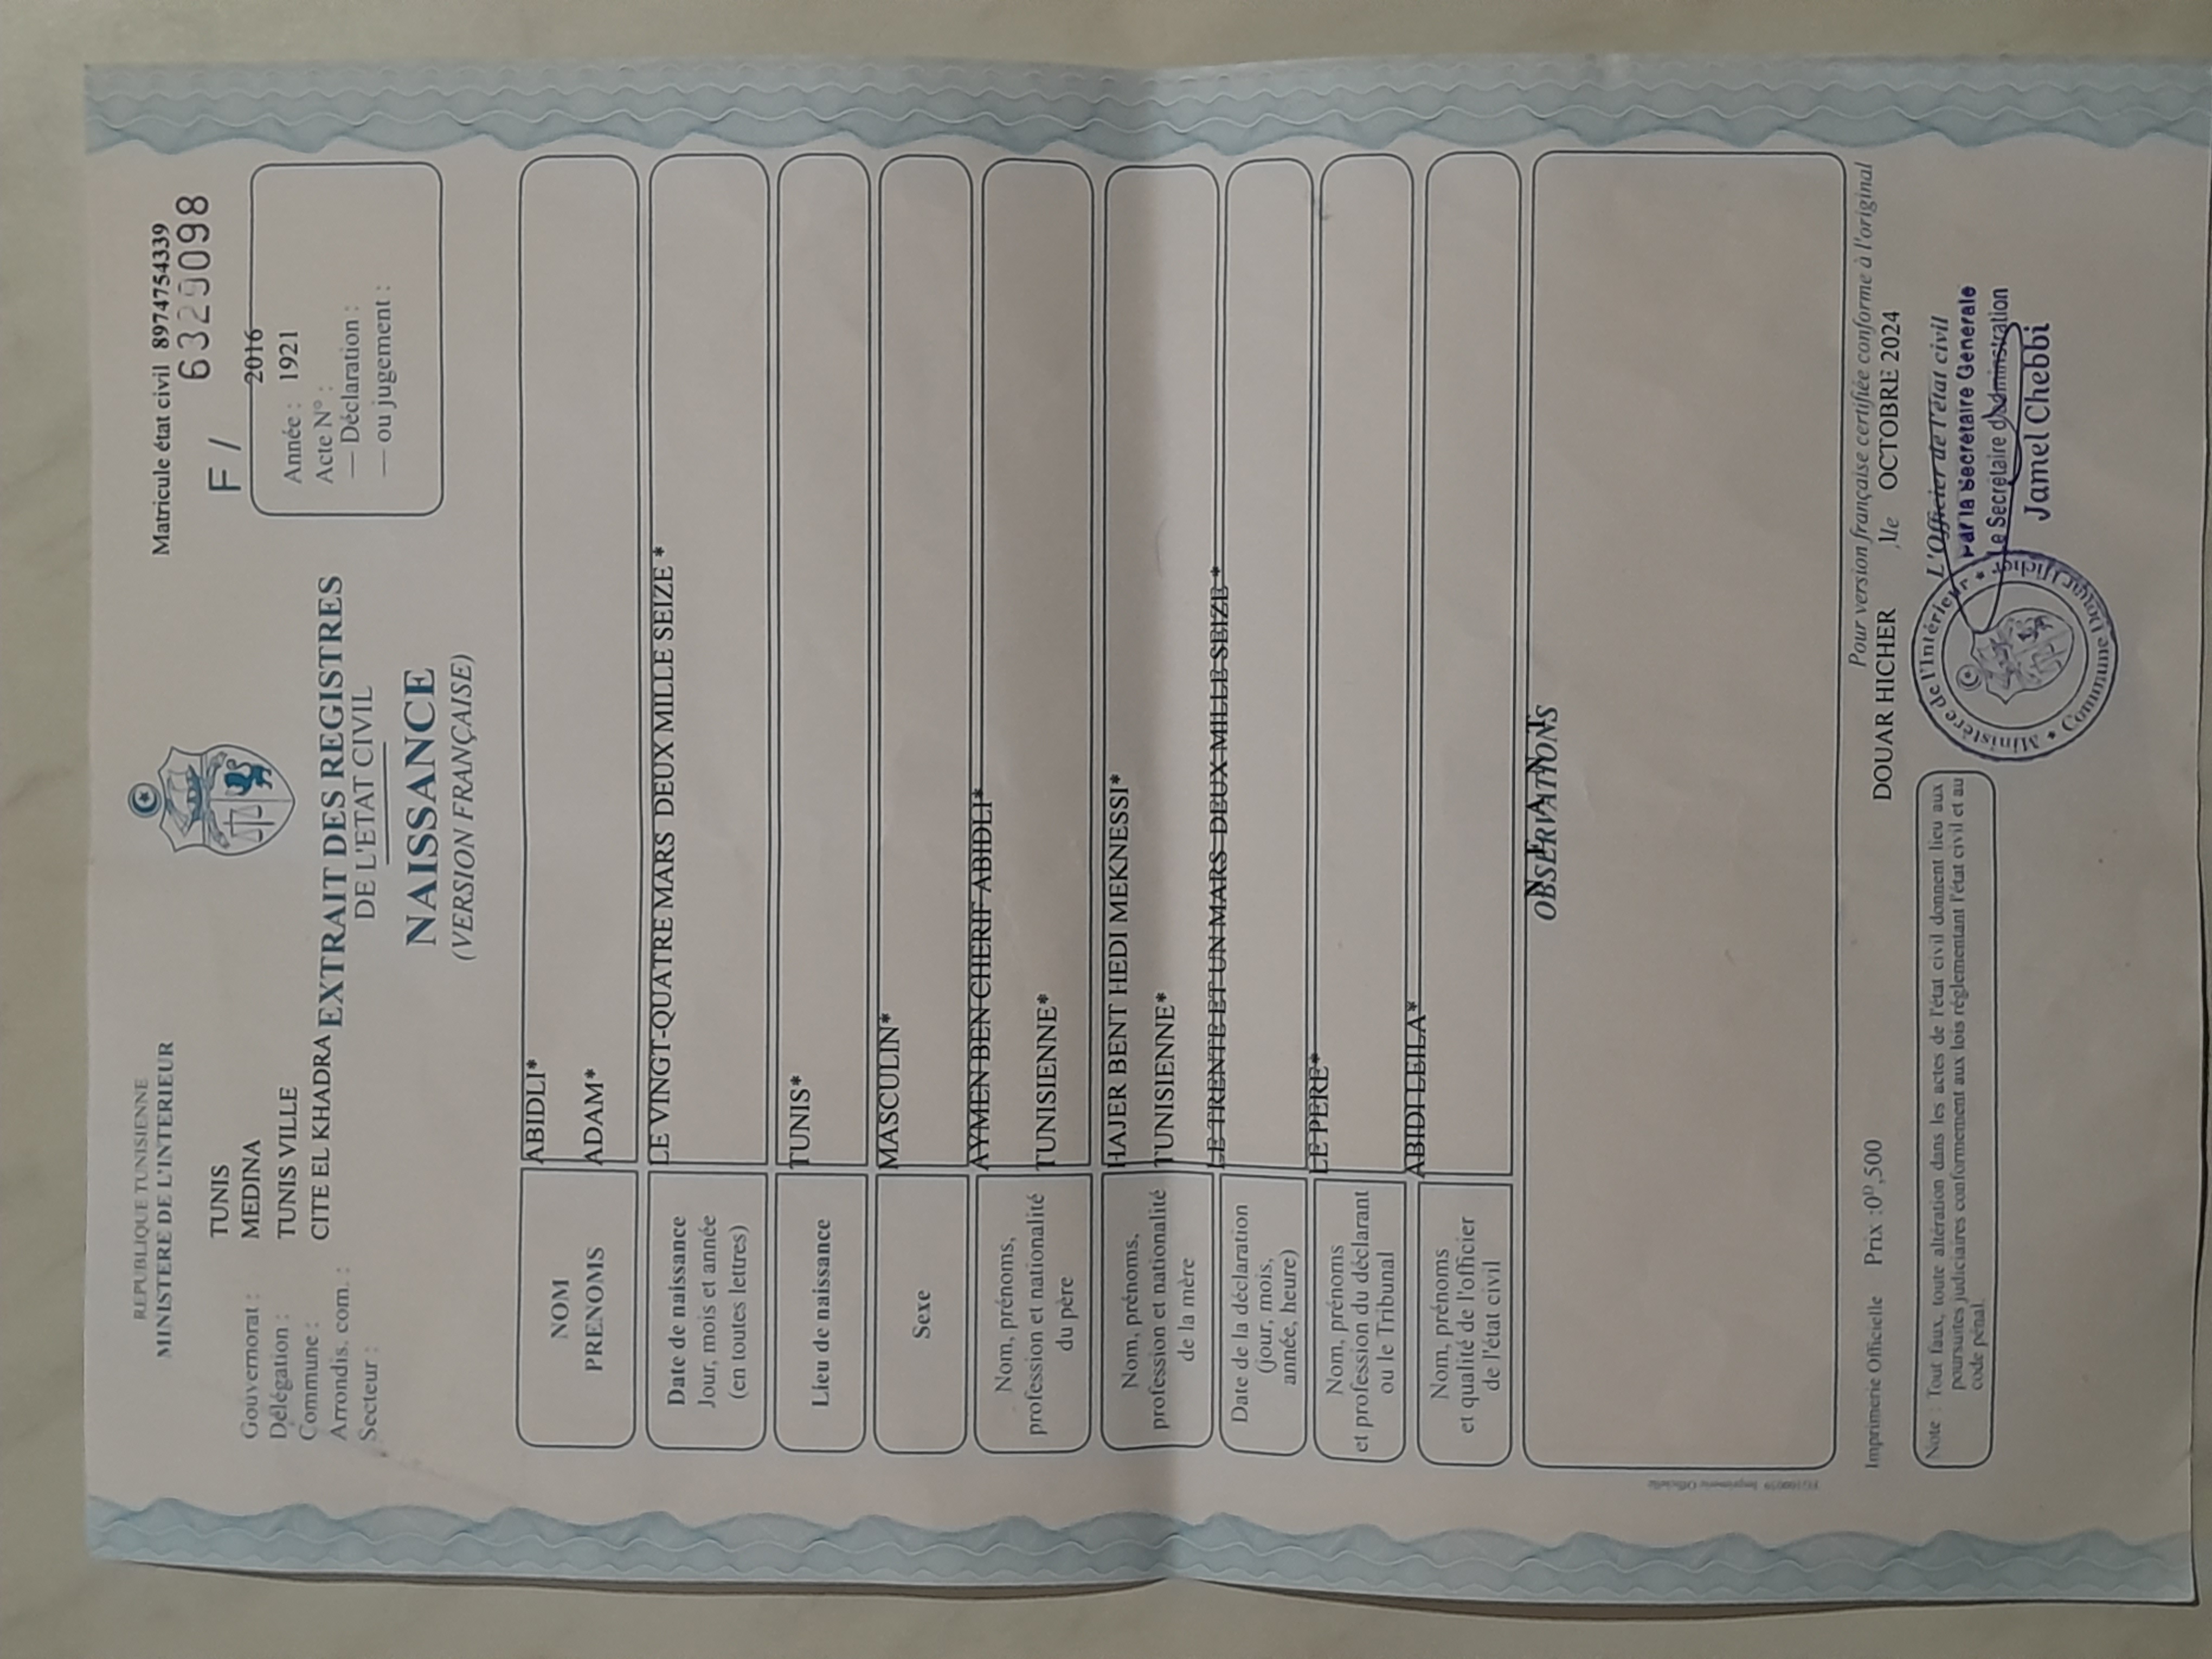 REPUBLIQUE TUNISIENNE
MINISTERE DE L'INTERIEUR
Gouvernorat : TUNIS
Délégation : MEDINA
Commune : TUNIS VILLE
Arrondis. com. : CITE EL KHADRA
Secteur :
EXTRAIT DES REGISTRES
DE L'ETAT CIVIL
NAISSANCE
(VERSION FRANÇAISE)
Matricule état civil 8974754339
F / 6320098
2016
Année : 1921
Acte N° :
— Déclaration :
— ou jugement :
NOM ABIDLI*
PRENOMS ADAM*
Date de naissance LE VINGT-QUATRE MARS DEUX MILLE SEIZE *
Jour, mois et année
(en toutes lettres)
Lieu de naissance TUNIS*
Sexe MASCULIN*
Nom, prénoms, AYMEN BEN CHERIF ABIDLI*
profession et nationalité
du père TUNISIENNE*
Nom, prénoms, HAJER BENT HEDI MEKNESSI*
profession et nationalité TUNISIENNE*
de la mère
Date de la déclaration LE TRENTE ET UN MARS DEUX MILLE SEIZE *
(jour, mois,
année, heure)
Nom, prénoms LE PERE*
et profession du déclarant
ou le Tribunal
Nom, prénoms ABIDI LEILA*
et qualité de l'officier
de l'état civil
OBSERVATIONS
NEANT
EG100039 Imprimerie Officielle
Imprimerie Officielle Prix :0ᴰ,500
Pour version française certifiée conforme à l'original
DOUAR HICHER ,le OCTOBRE 2024
L'Officier de l'état civil
Par la Secrétaire Générale
Le Secrétaire d'Administration
Jamel Chebbi
Ministère de l'Intérieur * Commune Douar Hicher *
Note : Tout faux, toute altération dans les actes de l'état civil donnent lieu aux
poursuites judiciaires conformement aux lois réglementant l'état civil et au
code pénal.